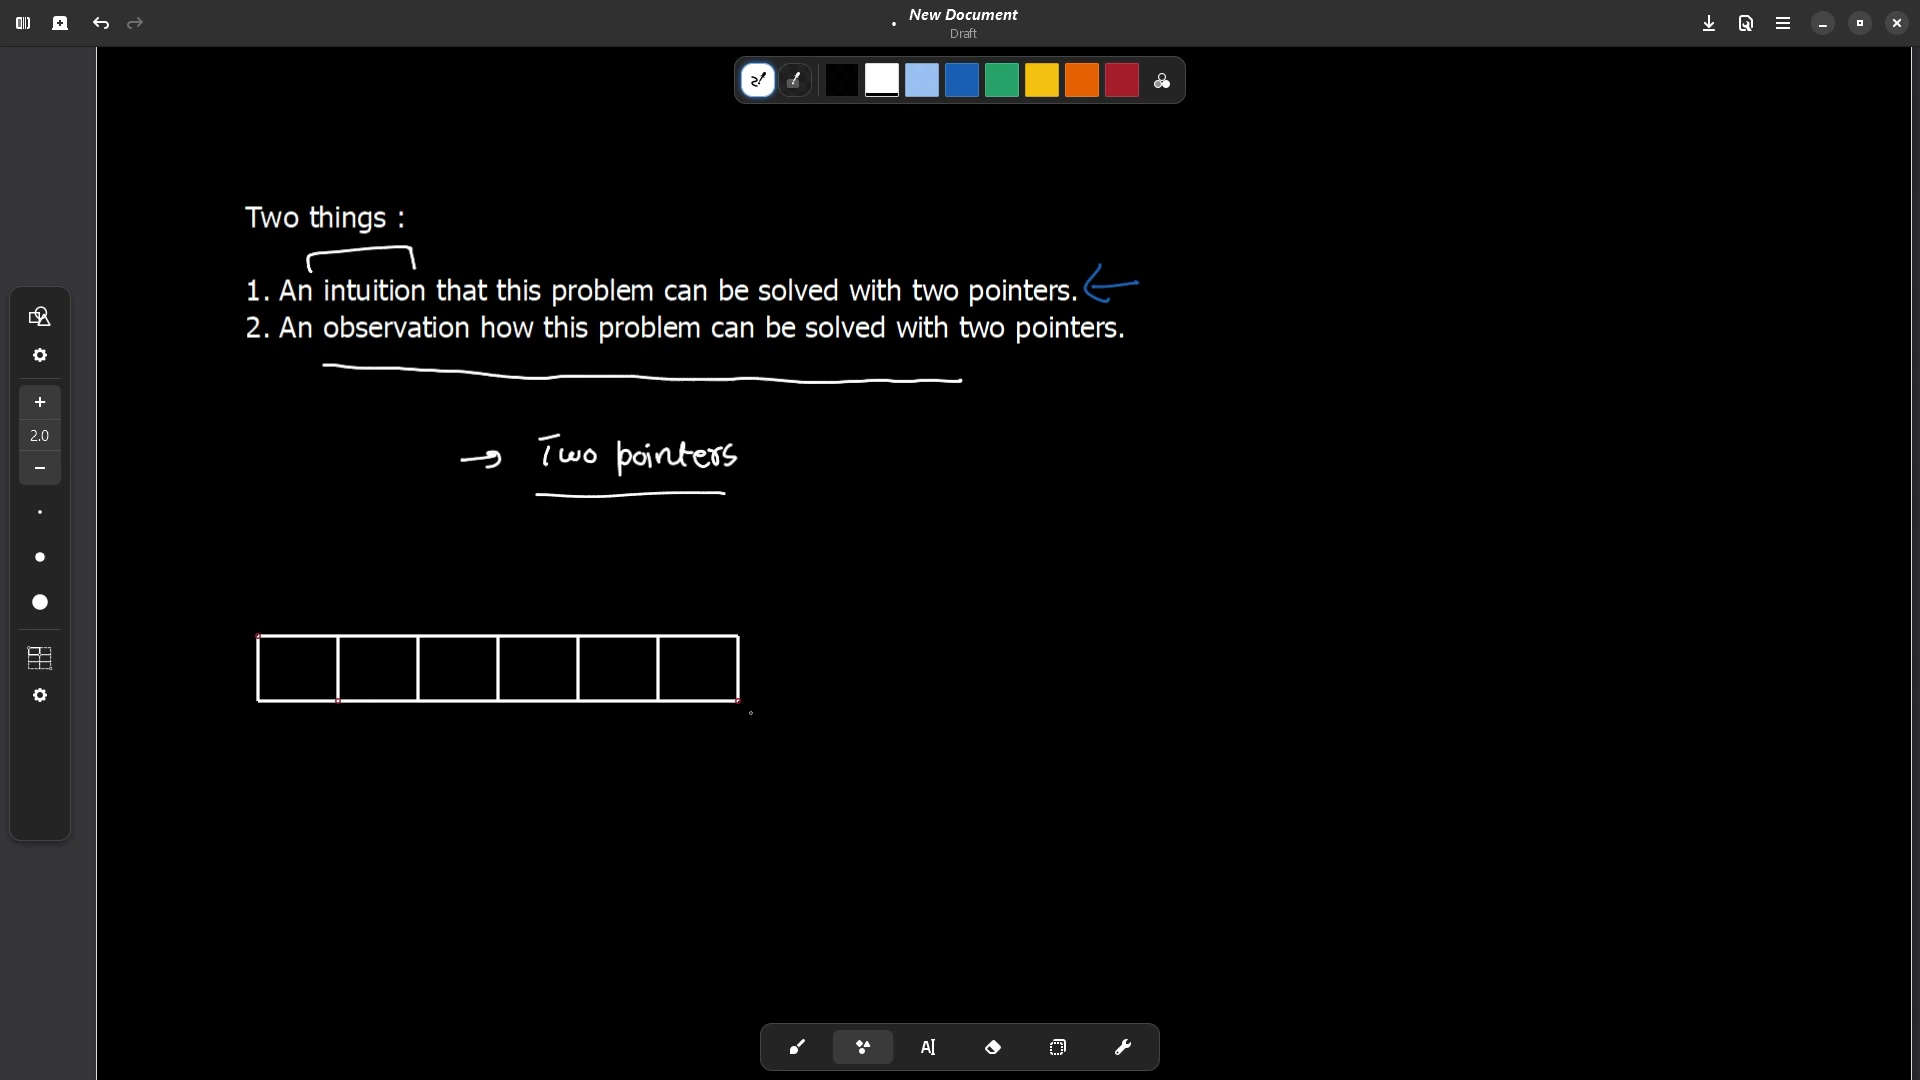 New Document
Draft
Two things :
1. An intuition that this problem can be solved with two pointers.
2. An observation how this problem can be solved with two pointers.
→ Two pointers
2.0